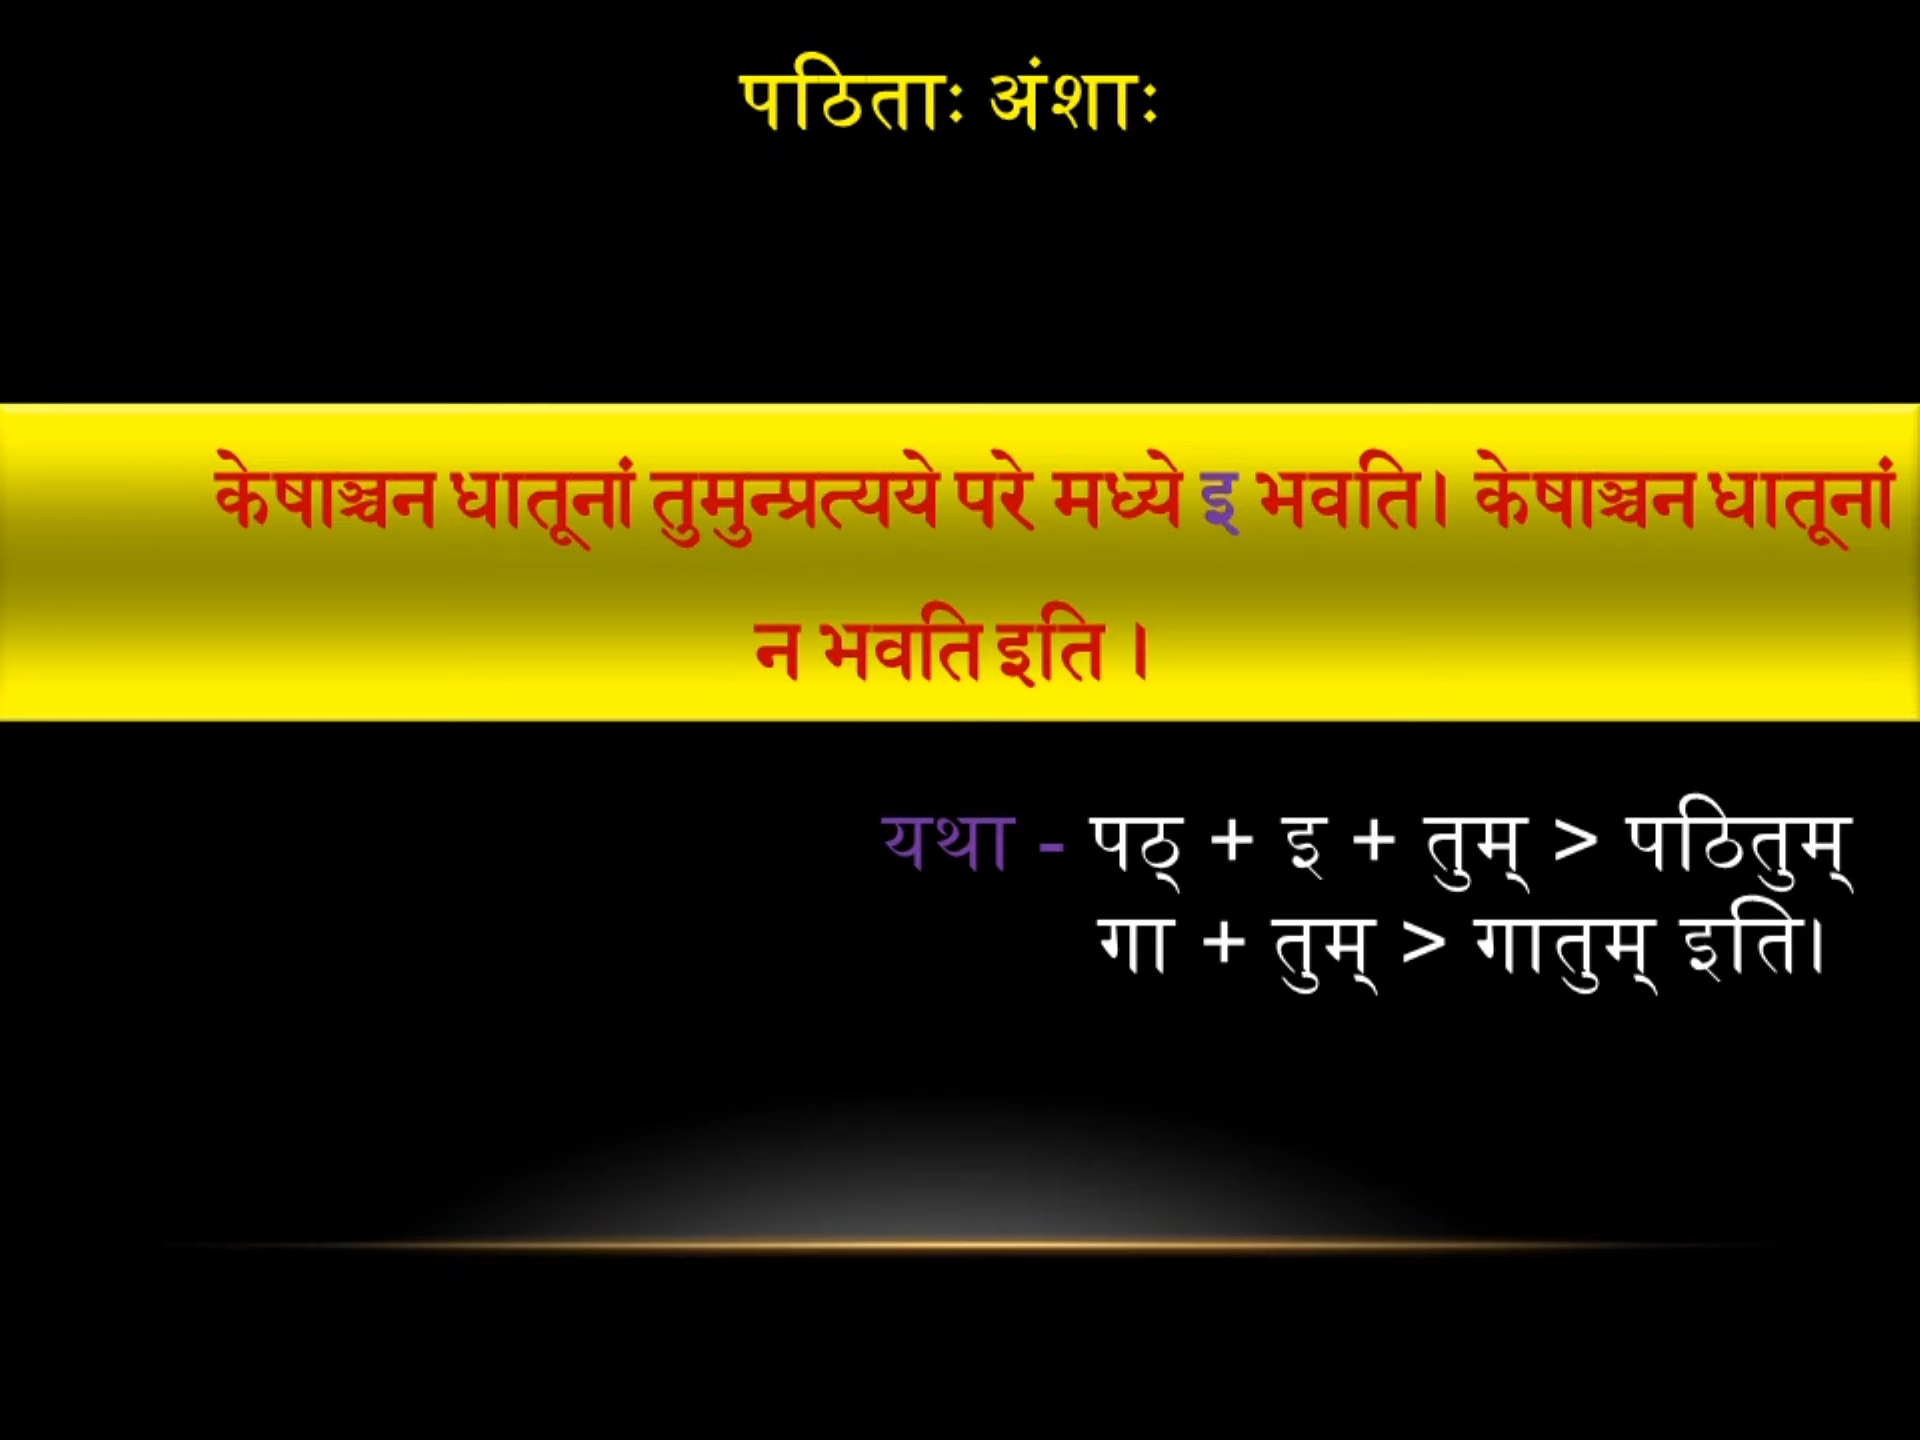 पठिताः अंशाः
केषाञ्चन धातूनां तुमुन्प्रत्यये परे मध्ये इ भवति। केषाञ्चन धातूनां
न भवति इति ।
यथा - पठ् + इ + तुम् > पठितुम्
गा + तुम् > गातुम् इति।